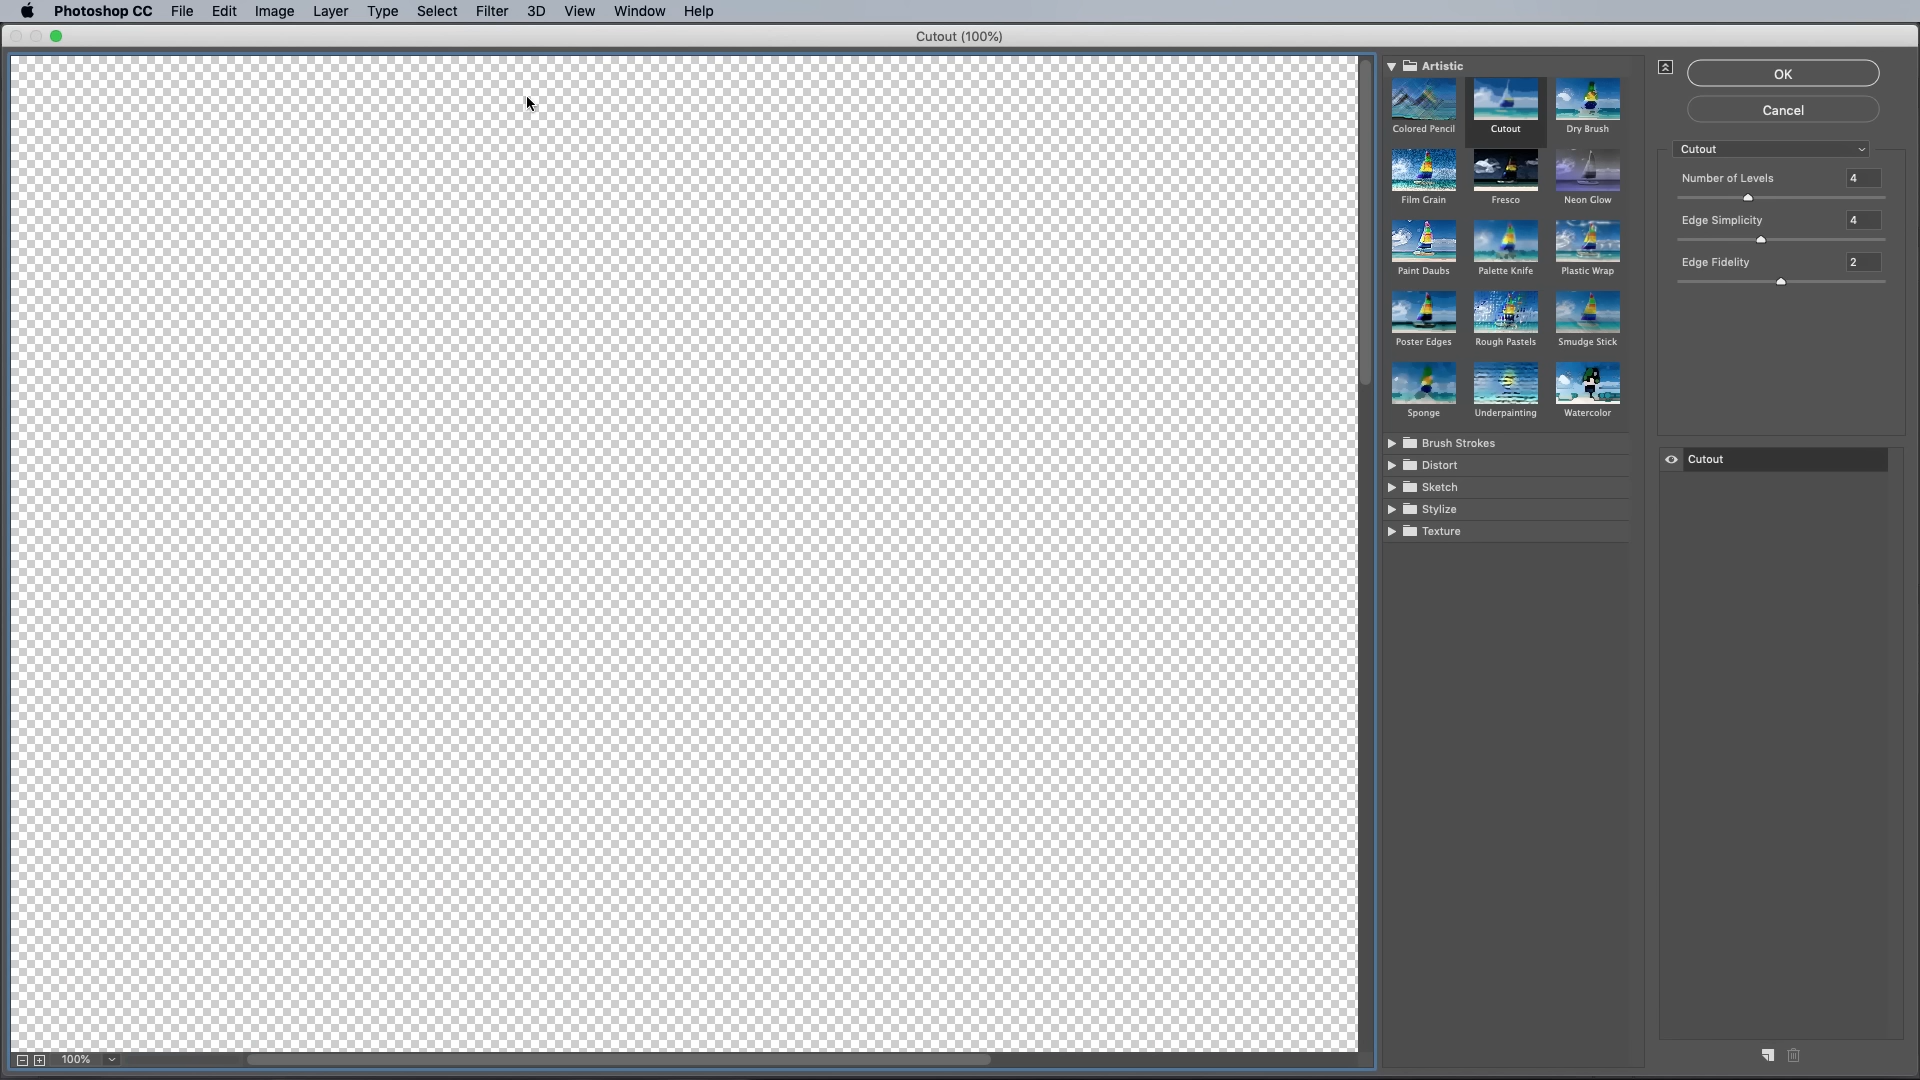 Photoshop CC File Edit Image Layer Type Select Filter 3D View Window Help
Cutout (100%)
Artistic
Colored Pencil Cutout Dry Brush
Film Grain Fresco Neon Glow
Paint Daubs Palette Knife Plastic Wrap
Poster Edges Rough Pastels Smudge Stick
Sponge Underpainting Watercolor
Brush Strokes
Distort
Sketch
Stylize
Texture
OK
Cancel
Cutout
Number of Levels 4
Edge Simplicity 4
Edge Fidelity 2
Cutout
100%